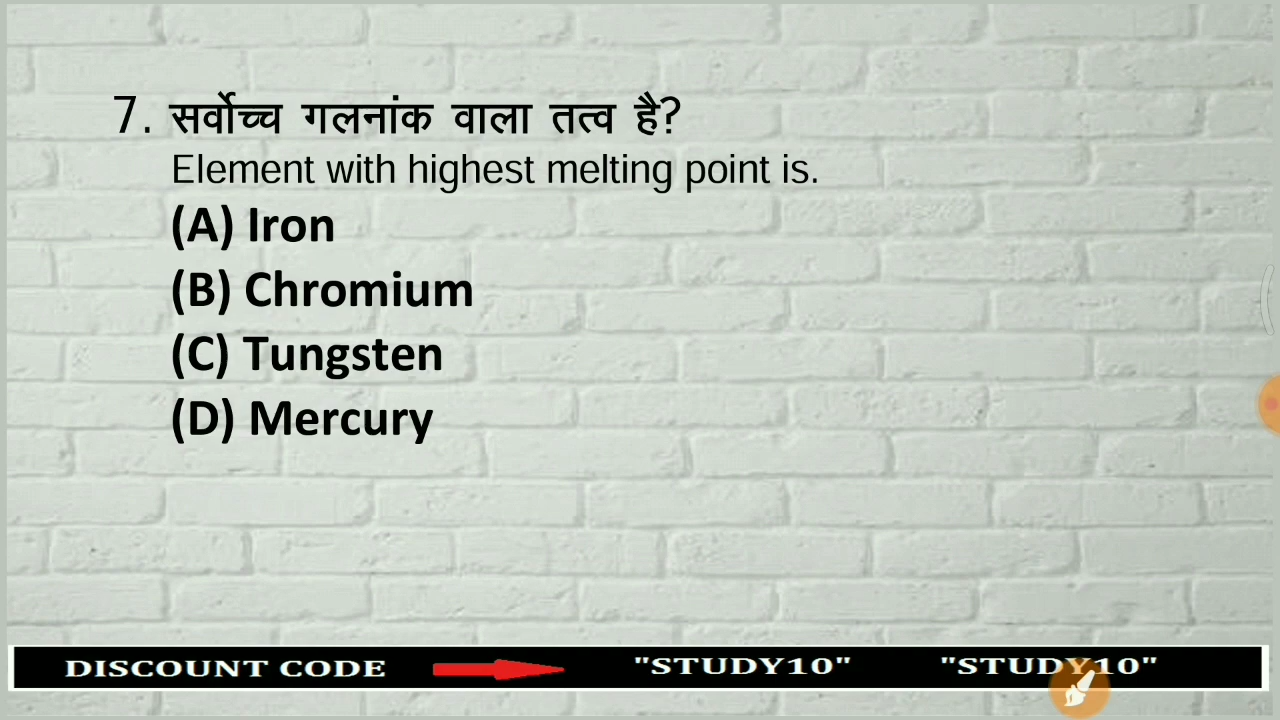 7. सर्वोच्च गलनांक वाला तत्व है?
Element with highest melting point is.
(A) Iron
(B) Chromium
(C) Tungsten
(D) Mercury
DISCOUNT CODE "STUDY10" "STUDY10"